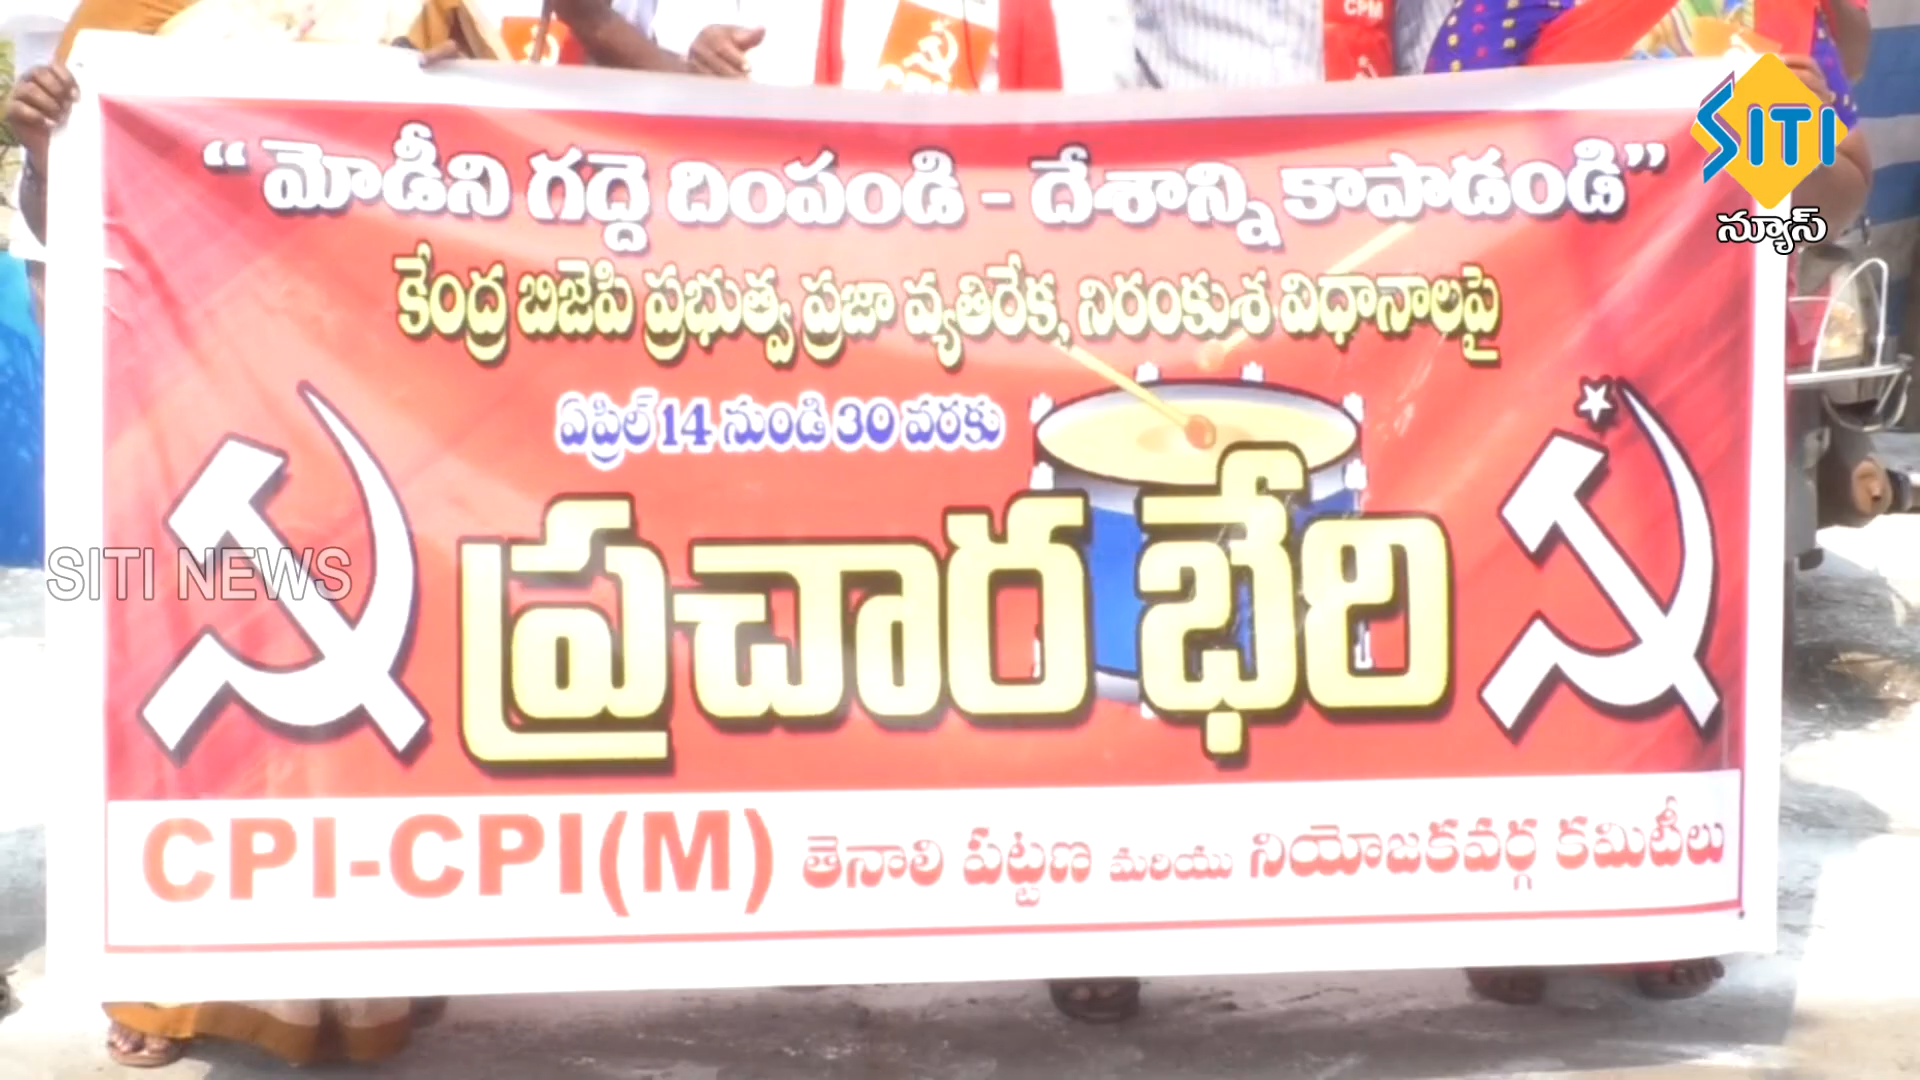 CPM
SITI
న్యూస్
“ మోడీని గద్దె దింపండి - దేశాన్ని కాపాడండి”
కేంద్ర బిజెపి ప్రభుత్వ ప్రజా వ్యతిరేక, నిరంకుశ విధానాలపై
ఏప్రిల్ 14 నుండి 30 వరకు
ప్రచార భేరి
SITI NEWS
CPI-CPI(M) తెనాలి పట్టణ మరియు నియోజకవర్గ కమిటీలు